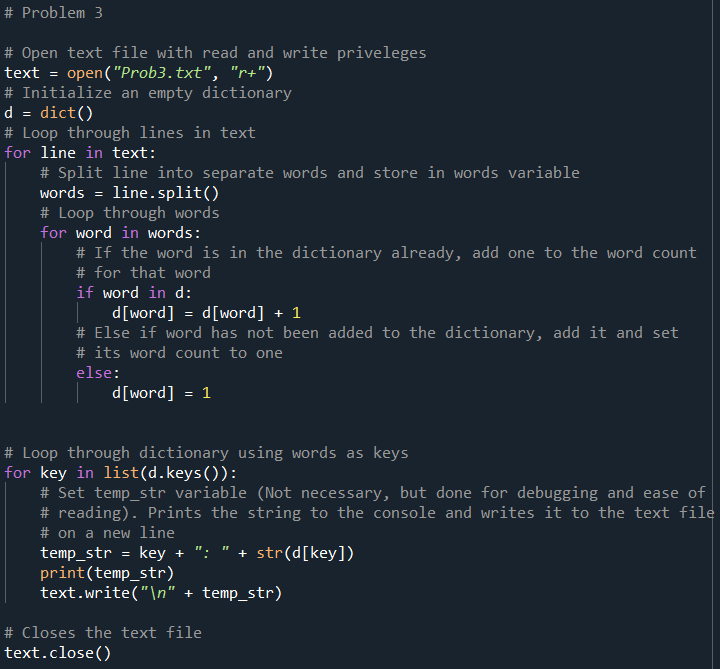 # Problem 3
# Open text file with read and write priveleges
text = open("Prob3.txt", "r+")
# Initialize an empty dictionary
d = dict()
# Loop through lines in text
for line in text:
    # Split line into separate words and store in words variable
    words = line.split()
    # Loop through words
    for word in words:
        # If the word is in the dictionary already, add one to the word count
        # for that word
        if word in d:
            d[word] = d[word] + 1
        # Else if word has not been added to the dictionary, add it and set
        # its word count to one
        else:
            d[word] = 1
# Loop through dictionary using words as keys
for key in list(d.keys()):
    # Set temp_str variable (Not necessary, but done for debugging and ease of
    # reading). Prints the string to the console and writes it to the text file
    # on a new line
    temp_str = key + ": " + str(d[key])
    print(temp_str)
    text.write("\n" + temp_str)
# Closes the text file
text.close()